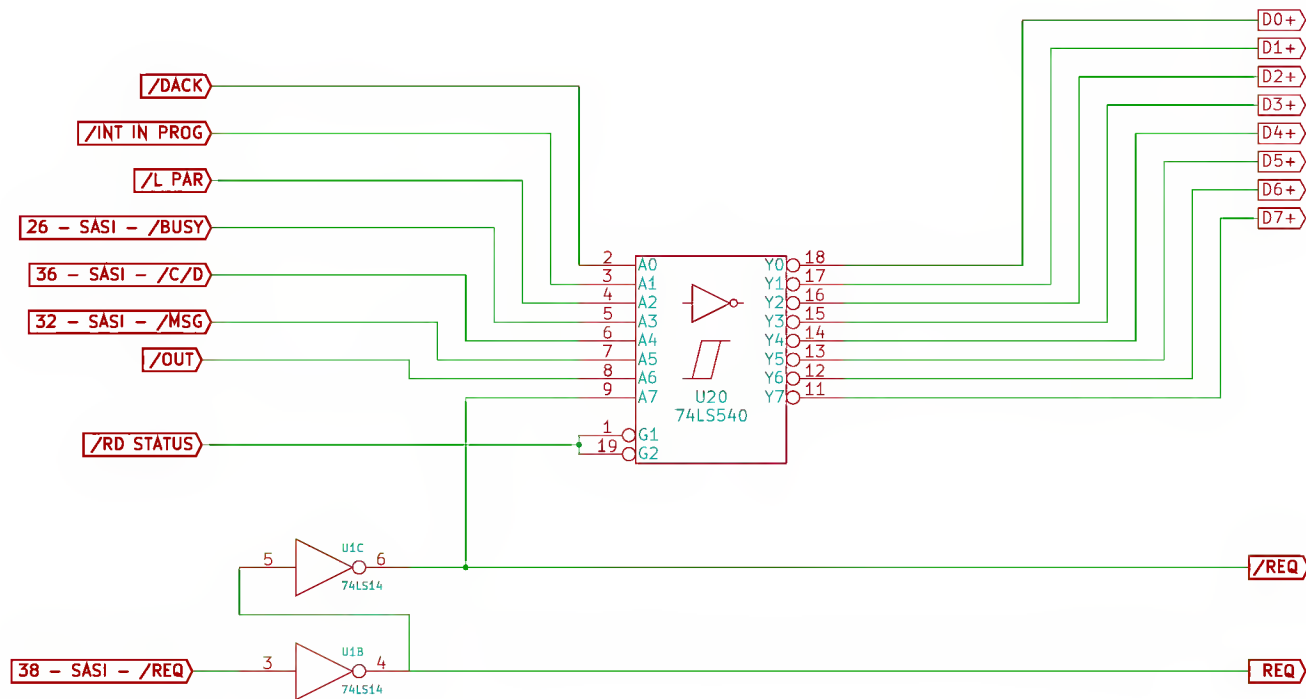 D0+
D1+
D2+
/DACK
D3+
/INT IN PROG
D4+
D5+
/L PAR
D6+
26 - SASI - /BUSY
D7+
36 - SASI - /C/D
32 - SASI - /MSG
/OUT
/RD STATUS
2 A0 Y0 18
3 A1 Y1 17
4 A2 Y2 16
5 A3 Y3 15
6 A4 Y4 14
7 A5 Y5 13
8 A6 Y6 12
9 A7 Y7 11
U20
74LS540
1 G1
19 G2
U1C
5 6
74LS14
/REQ
U1B
38 - SASI - /REQ 3 4 REQ
74LS14